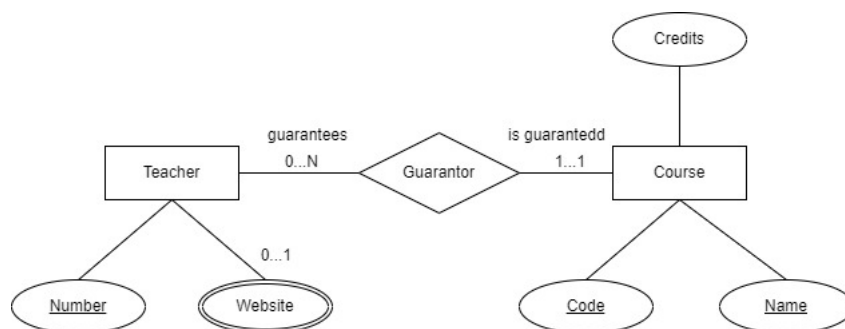 Credits
guarantees
is guarantedd
0...N
1...1
Teacher
Guarantor
Course
0...1
Number
Website
Code
Name